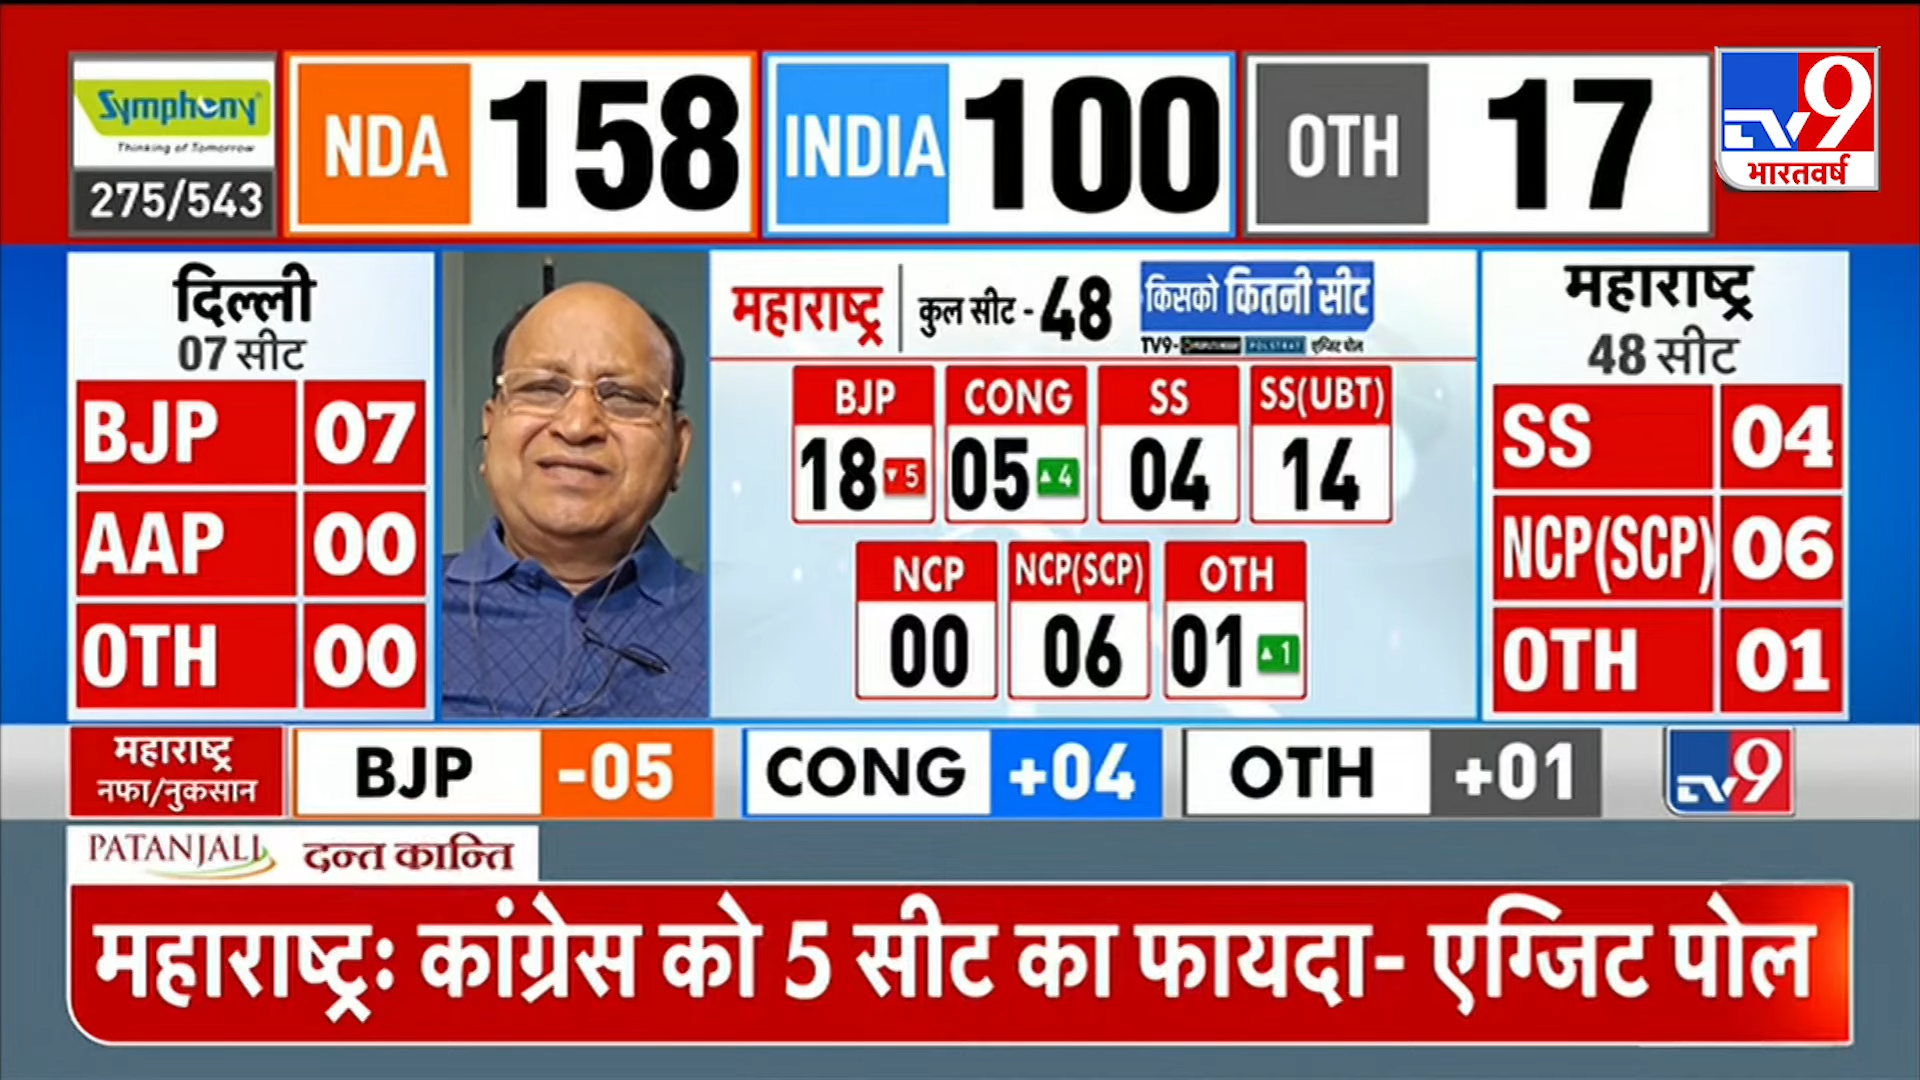 Symphony
Thinking of Tomorrow
275/543
NDA 158
INDIA 100
OTH 17
TV9
भारतवर्ष
दिल्ली
07 सीट
BJP 07
AAP 00
OTH 00
महाराष्ट्र कुल सीट - 48 किसको कितनी सीट
TV9- POLSTRAT एग्जिट पोल
BJP CONG SS SS(UBT)
18 ▼5 05 ▲4 04 14
NCP NCP(SCP) OTH
00 06 01 ▲1
महाराष्ट्र
48 सीट
SS 04
NCP(SCP) 06
OTH 01
महाराष्ट्र
नफा/नुकसान
BJP -05 CONG +04 OTH +01 TV9
PATANJALI दन्त कान्ति
महाराष्ट्रः कांग्रेस को 5 सीट का फायदा- एग्जिट पोल